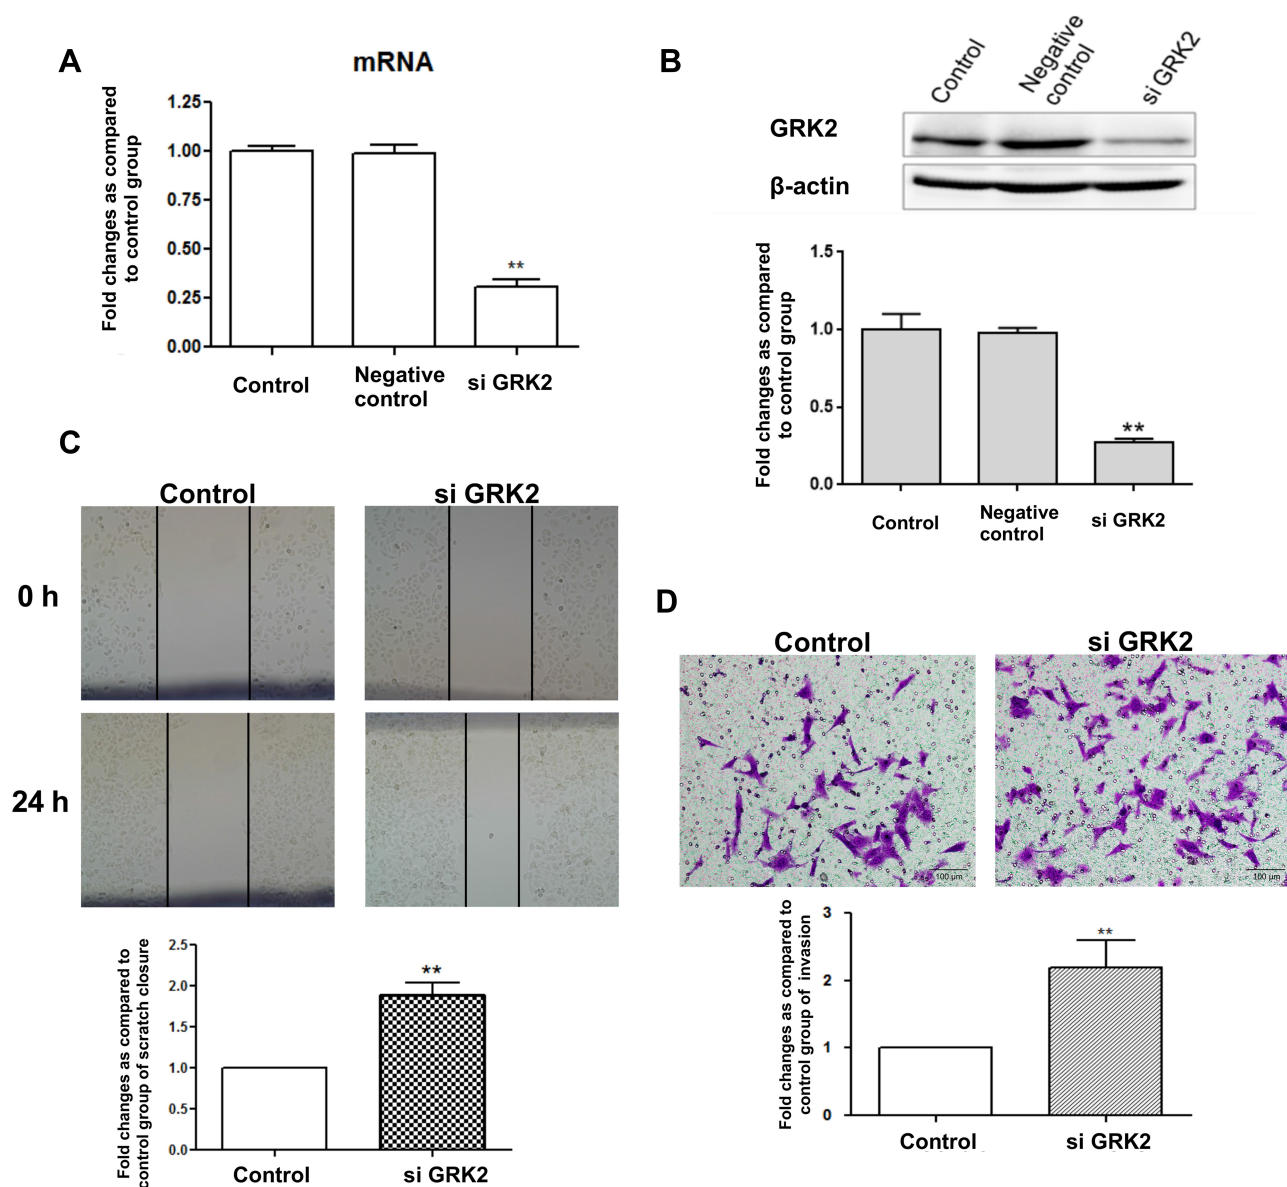 A
mRNA
Fold changes as compared
to control group
1.25
1.00
0.75
0.50
0.25
0.00
**
Control
Negative
control
si GRK2
B
Control
Negative
control
si GRK2
GRK2
β-actin
Fold changes as compared
to control group
1.5
1.0
0.5
0.0
**
Control
Negative
control
si GRK2
C
Control
si GRK2
0 h
24 h
Fold changes as compared to
control group of scratch closure
2.5
2.0
1.5
1.0
0.5
0.0
**
Control
si GRK2
D
Control
si GRK2
100 μm
100 μm
Fold changes as compared to
control group of invasion
3
2
1
0
**
Control
si GRK2